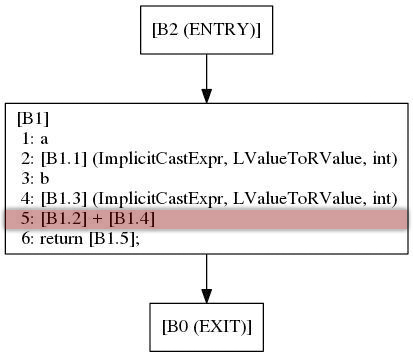 [B2 (ENTRY)]
[B1]
1: a
2: [B1.1] (ImplicitCastExpr, LValueToRValue, int)
3: b
4: [B1.3] (ImplicitCastExpr, LValueToRValue, int)
5: [B1.2] + [B1.4]
6: return [B1.5];
[B0 (EXIT)]